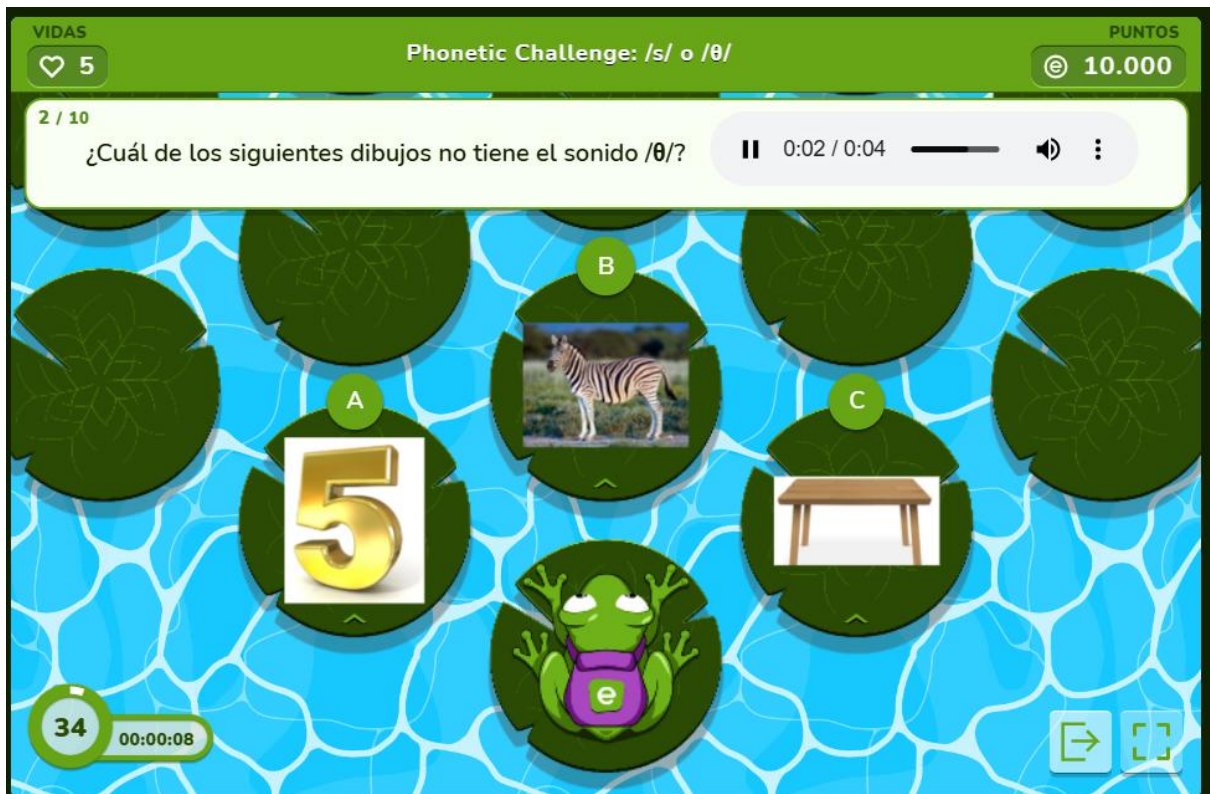 VIDAS
5
Phonetic Challenge: /s/ o /θ/
PUNTOS
10.000
2 / 10
¿Cuál de los siguientes dibujos no tiene el sonido /θ/?
0:02 / 0:04
B
A
C
5
e
34
00:00:08